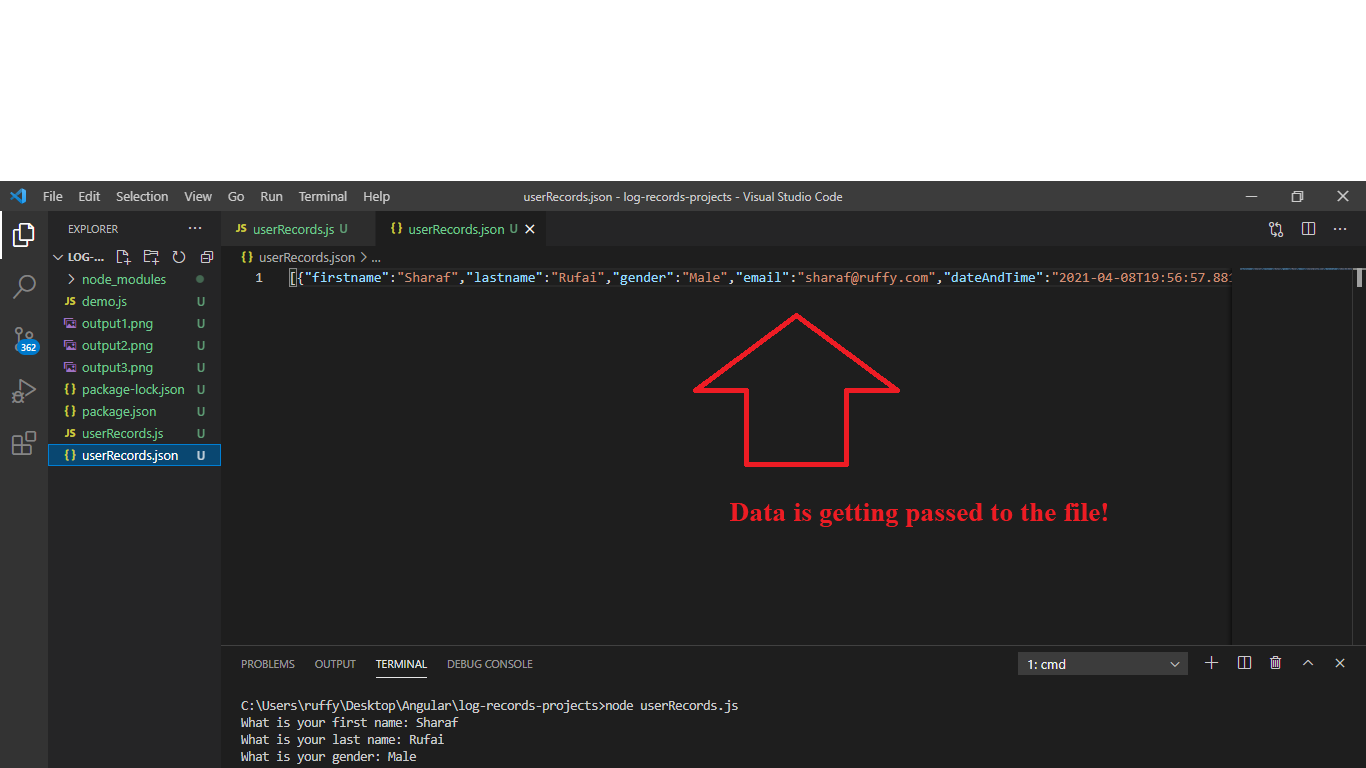 File Edit Selection View Go Run Terminal Help
userRecords.json - log-records-projects - Visual Studio Code
EXPLORER
JS userRecords.js U
{} userRecords.json U
LOG-...
{} userRecords.json > ...
node_modules
1 [{"firstname":"Sharaf","lastname":"Rufai","gender":"Male","email":"sharaf@ruffy.com","dateAndTime":"2021-04-08T19:56:57.881
JS demo.js U
output1.png U
output2.png U
362
output3.png U
{} package-lock.json U
{} package.json U
JS userRecords.js U
{} userRecords.json U
Data is getting passed to the file!
PROBLEMS OUTPUT TERMINAL DEBUG CONSOLE
1: cmd
C:\Users\ruffy\Desktop\Angular\log-records-projects>node userRecords.js
What is your first name: Sharaf
What is your last name: Rufai
What is your gender: Male